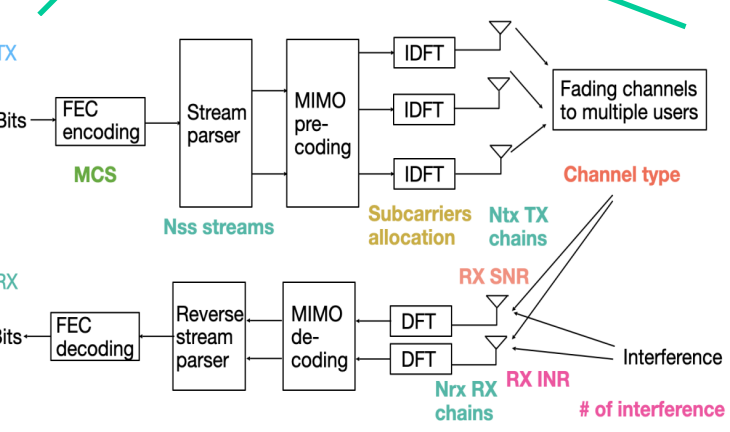 TX
IDFT
Bits
FEC
encoding
Stream
parser
MIMO
pre-
coding
IDFT
IDFT
Fading channels
to multiple users
MCS
Nss streams
Subcarriers
allocation
Ntx TX
chains
Channel type
RX
RX SNR
Bits
FEC
decoding
Reverse
stream
parser
MIMO
de-
coding
DFT
DFT
Interference
Nrx RX
chains
RX INR
# of interference